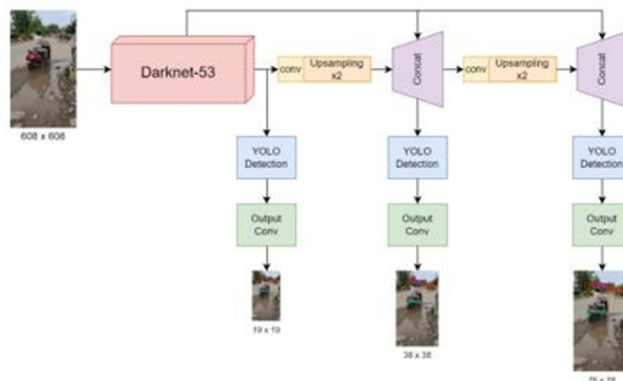 608 x 608
Darknet-53
conv
Upsampling
x2
Concat
conv
Upsampling
x2
Concat
YOLO
Detection
YOLO
Detection
YOLO
Detection
Output
Conv
Output
Conv
Output
Conv
19 x 19
38 x 38